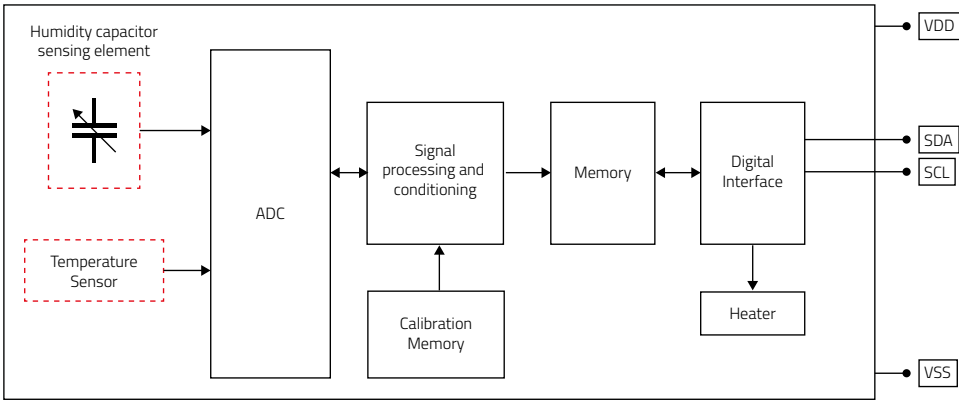 Humidity capacitor
sensing element
VDD
ADC
Signal
processing and
conditioning
Memory
Digital
Interface
SDA
SCL
Temperature
Sensor
Calibration
Memory
Heater
VSS